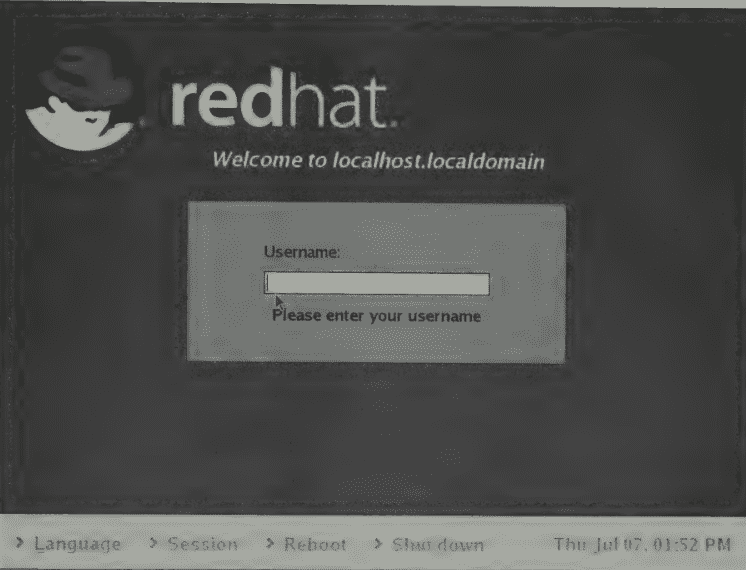 redhat.
Welcome to localhost.localdomain
Username:
Please enter your username
Language Session Reboot Shut down Thu Jul 07, 01:52 PM